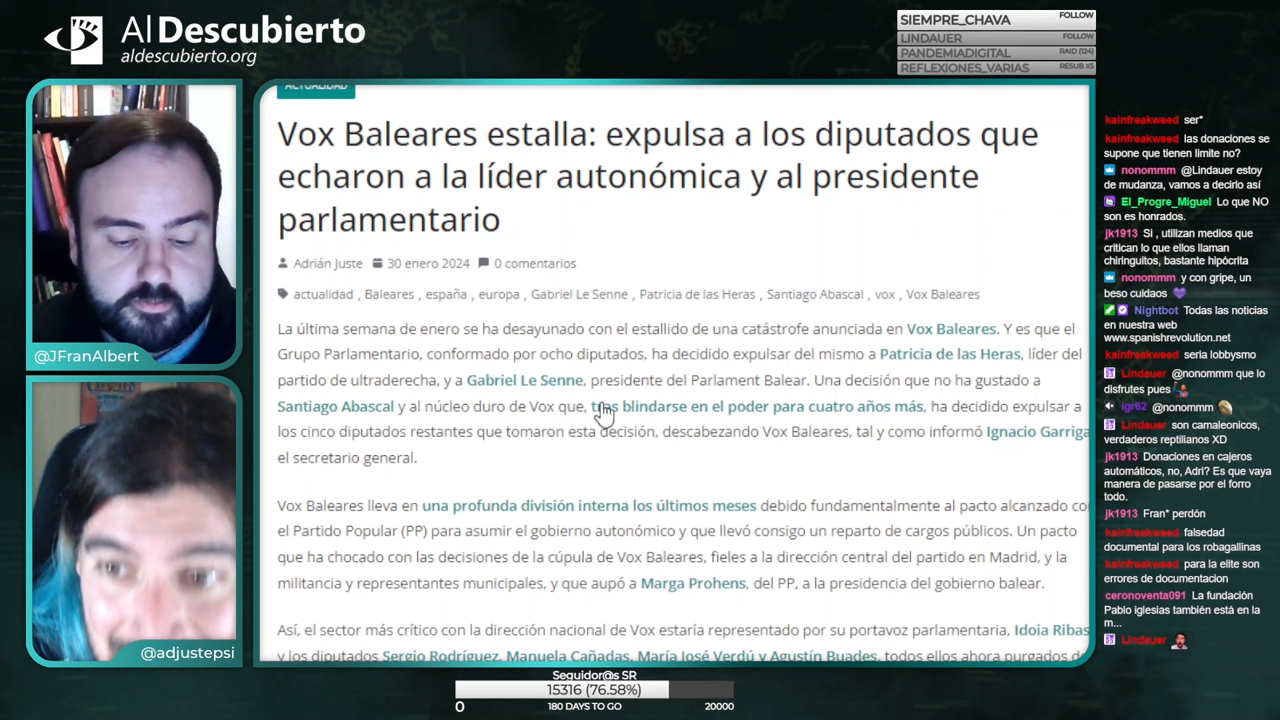 Al Descubierto
aldescubierto.org
SIEMPRE_CHAVA FOLLOW
LINDAUER FOLLOW
PANDEMIADIGITAL RAID (124)
REFLEXIONES_VARIAS RESUB X5
@JFranAlbert
@adjustepsi
ACTUALIDAD
Vox Baleares estalla: expulsa a los diputados que
echaron a la líder autonómica y al presidente
parlamentario
Adrián Juste 30 enero 2024 0 comentarios
actualidad , Baleares , españa , europa , Gabriel Le Senne , Patricia de las Heras , Santiago Abascal , vox , Vox Baleares
La última semana de enero se ha desayunado con el estallido de una catástrofe anunciada en Vox Baleares. Y es que el
Grupo Parlamentario, conformado por ocho diputados, ha decidido expulsar del mismo a Patricia de las Heras, líder del
partido de ultraderecha, y a Gabriel Le Senne, presidente del Parlament Balear. Una decisión que no ha gustado a
Santiago Abascal y al núcleo duro de Vox que, tras blindarse en el poder para cuatro años más, ha decidido expulsar a
los cinco diputados restantes que tomaron esta decisión, descabezando Vox Baleares, tal y como informó Ignacio Garriga
el secretario general.
Vox Baleares lleva en una profunda división interna los últimos meses debido fundamentalmente al pacto alcanzado co
el Partido Popular (PP) para asumir el gobierno autonómico y que llevó consigo un reparto de cargos públicos. Un pacto
que ha chocado con las decisiones de la cúpula de Vox Baleares, fieles a la dirección central del partido en Madrid, y la
militancia y representantes municipales, y que aupó a Marga Prohens, del PP, a la presidencia del gobierno balear.
Así, el sector más crítico con la dirección nacional de Vox estaría representado por su portavoz parlamentaria, Idoia Ribas
y los diputados Sergio Rodríguez, Manuela Cañadas, María José Verdú y Agustín Buades, todos ellos ahora purgados de
kainfreakweed ser*
kainfreakweed las donaciones se
supone que tienen limite no?
nonommm @Lindauer estoy
de mudanza, vamos a decirlo así
El_Progre_Miguel Lo que NO
son es honrados.
jk1913 SI , utilizan medios que
critican lo que ellos llaman
chiringuitos, bastante hipócrita
nonommm y con gripe, un
beso cuidaos
Nightbot Todas las noticias
en nuestra web
www.spanishrevolution.net
kainfreakweed seria lobbysmo
Lindauer @nonommm que lo
disfrutes pues
igr62 @nonommm
Lindauer son camaleonicos,
verdaderos reptilianos XD
jk1913 Donaciones en cajeros
automáticos, no, Adri? Es que vaya
manera de pasarse por el forro
todo.
jk1913 Fran* perdón
kainfreakweed falsedad
documental para los robagallinas
kainfreakweed para la elite son
errores de documentacion
ceronoventa091 La fundación
Pablo Iglesias también está en la
m...
Lindauer
Seguidor@s SR
15316 (76.58%)
0 180 DAYS TO GO 20000